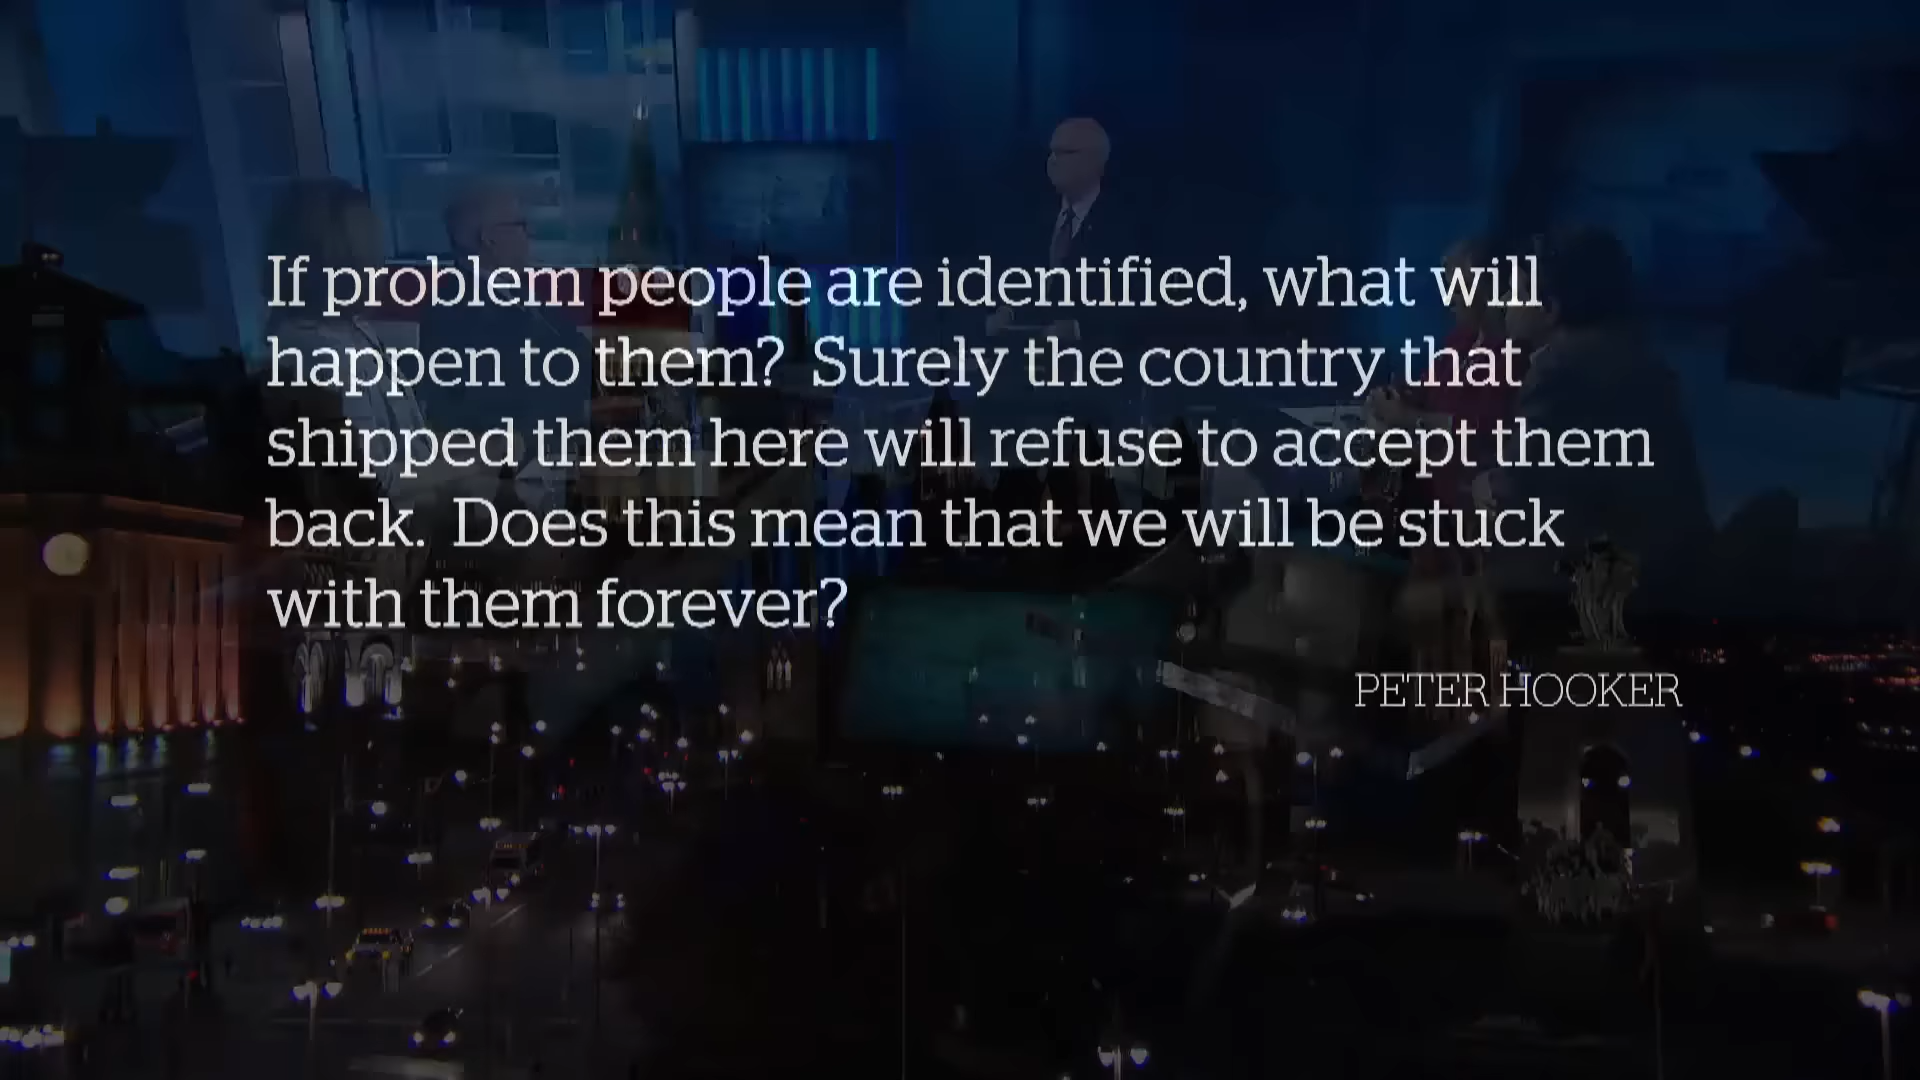 If problem people are identified, what will
happen to them?  Surely the country that
shipped them here will refuse to accept them
back.  Does this mean that we will be stuck
with them forever?
PETER HOOKER